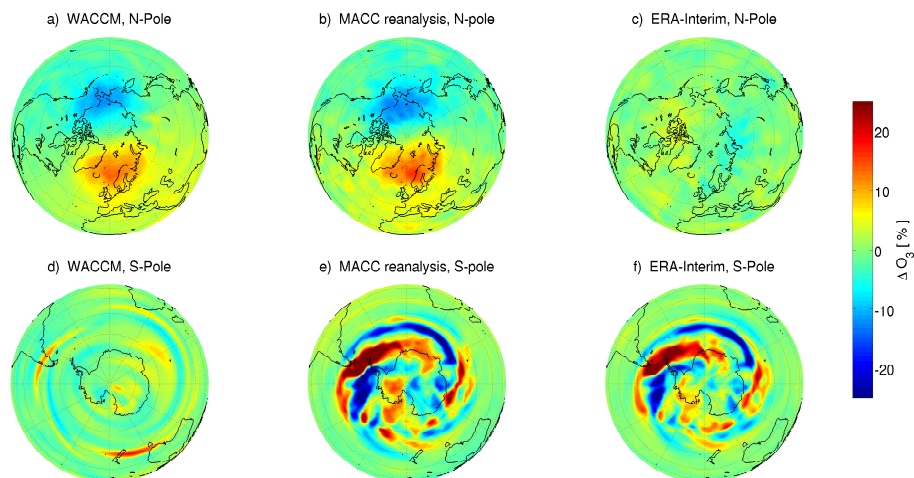 a) WACCM, N-Pole
b) MACC reanalysis, N-pole
c) ERA-Interim, N-Pole
d) WACCM, S-Pole
e) MACC reanalysis, S-pole
f) ERA-Interim, S-Pole
20
10
0
-10
-20
Δ O₃ [ % ]